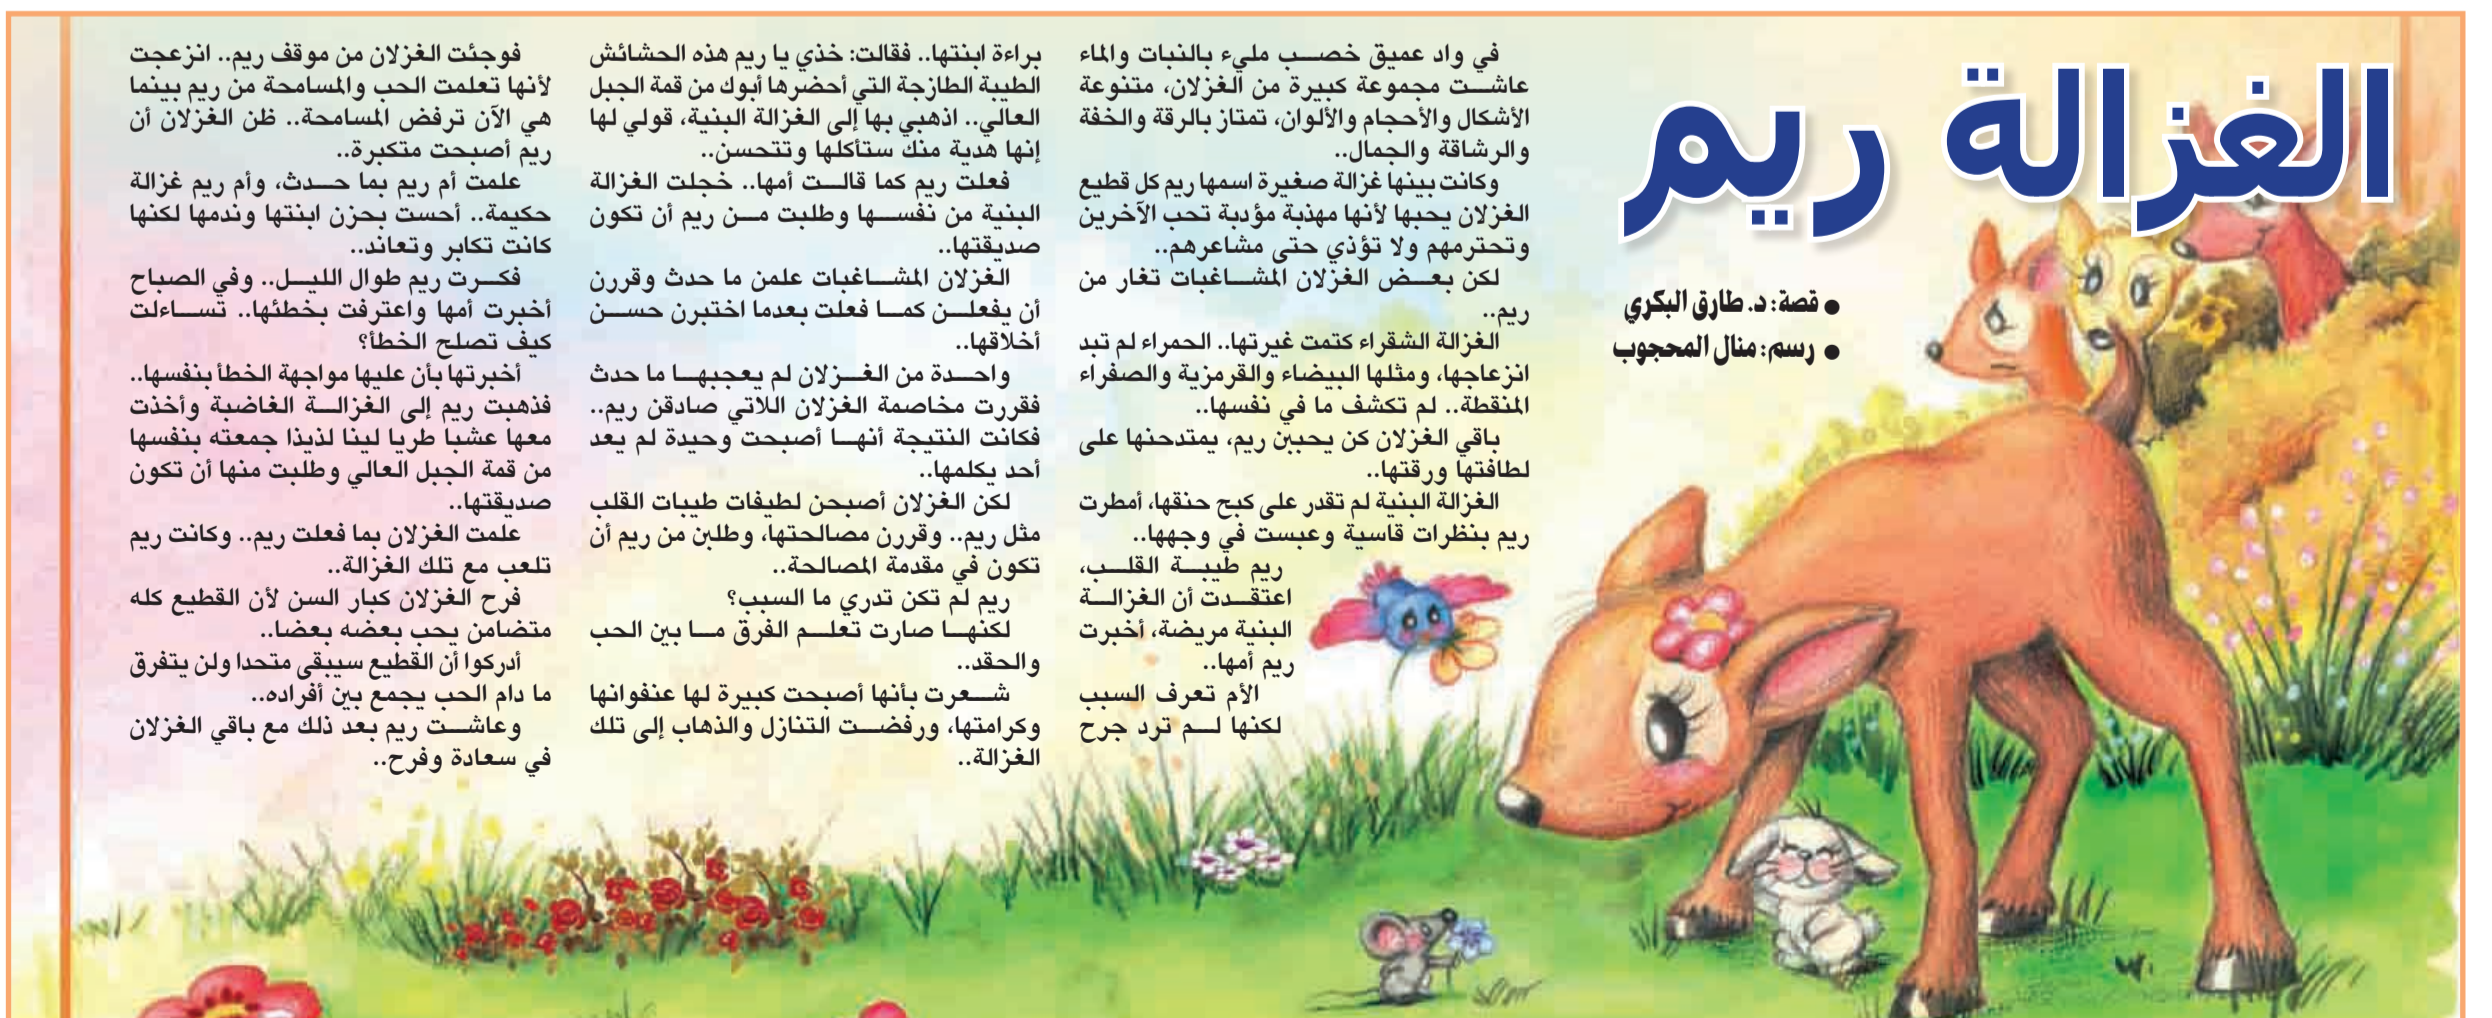 الغزالة ريم
● قصة: د. طارق البكري
● رسم: منال المحجوب
في واد عميق خصب مليء بالنبات والماء
عاشت مجموعة كبيرة من الغزلان، متنوعة
الأشكال والأحجام والألوان، تمتاز بالرقة والخفة
والرشاقة والجمال..
وكانت بينها غزالة صغيرة اسمها ريم كل قطيع
الغزلان يحبها لأنها مهذبة مؤدبة تحب الآخرين
وتحترمهم ولا تؤذي حتى مشاعرهم..
لكن بعض الغزلان المشاغبات تغار من
ريم..
الغزالة الشقراء كتمت غيرتها.. الحمراء لم تبد
انزعاجها، ومثلها البيضاء والقرمزية والصفراء
المنقطة.. لم تكشف ما في نفسها..
باقي الغزلان كن يحببن ريم، يمتدحنها على
لطافتها ورقتها..
الغزالة البنية لم تقدر على كبح حنقها، أمطرت
ريم بنظرات قاسية وعبست في وجهها..
ريم طيبة القلب،
اعتقدت أن الغزالة
البنية مريضة، أخبرت
ريم أمها..
الأم تعرف السبب
لكنها لم ترد جرح
براءة ابنتها.. فقالت: خذي يا ريم هذه الحشائش
الطيبة الطازجة التي أحضرها أبوك من قمة الجبل
العالي.. اذهبي بها إلى الغزالة البنية، قولي لها
إنها هدية منك ستأكلها وتتحسن..
فعلت ريم كما قالت أمها.. خجلت الغزالة
البنية من نفسها وطلبت من ريم أن تكون
صديقتها..
الغزلان المشاغبات علمن ما حدث وقررن
أن يفعلن كما فعلت بعدما اختبرن حسن
أخلاقها..
واحدة من الغزلان لم يعجبها ما حدث
فقررت مخاصمة الغزلان اللاتي صادقن ريم..
فكانت النتيجة أنها أصبحت وحيدة لم يعد
أحد يكلمها..
لكن الغزلان أصبحن لطيفات طيبات القلب
مثل ريم.. وقررن مصالحتها، وطلبن من ريم أن
تكون في مقدمة المصالحة..
ريم لم تكن تدري ما السبب؟
لكنها صارت تعلم الفرق ما بين الحب
والحقد..
شعرت بأنها أصبحت كبيرة لها عنفوانها
وكرامتها، ورفضت التنازل والذهاب إلى تلك
الغزالة..
فوجئت الغزلان من موقف ريم.. انزعجت
لأنها تعلمت الحب والمسامحة من ريم بينما
هي الآن ترفض المسامحة.. ظن الغزلان أن
ريم أصبحت متكبرة..
علمت أم ريم بما حدث، وأم ريم غزالة
حكيمة.. أحست بحزن ابنتها وندمها لكنها
كانت تكابر وتعاند..
فكرت ريم طوال الليل.. وفي الصباح
أخبرت أمها واعترفت بخطئها.. تساءلت
كيف تصلح الخطأ؟
أخبرتها بأن عليها مواجهة الخطأ بنفسها..
فذهبت ريم إلى الغزالة الغاضبة وأخذت
معها عشبا طريا لينا لذيذا جمعته بنفسها
من قمة الجبل العالي وطلبت منها أن تكون
صديقتها..
علمت الغزلان بما فعلت ريم.. وكانت ريم
تلعب مع تلك الغزالة..
فرح الغزلان كبار السن لأن القطيع كله
متضامن يحب بعضه بعضا..
أدركوا أن القطيع سيبقى متحدا ولن يتفرق
ما دام الحب يجمع بين أفراده..
وعاشت ريم بعد ذلك مع باقي الغزلان
في سعادة وفرح..